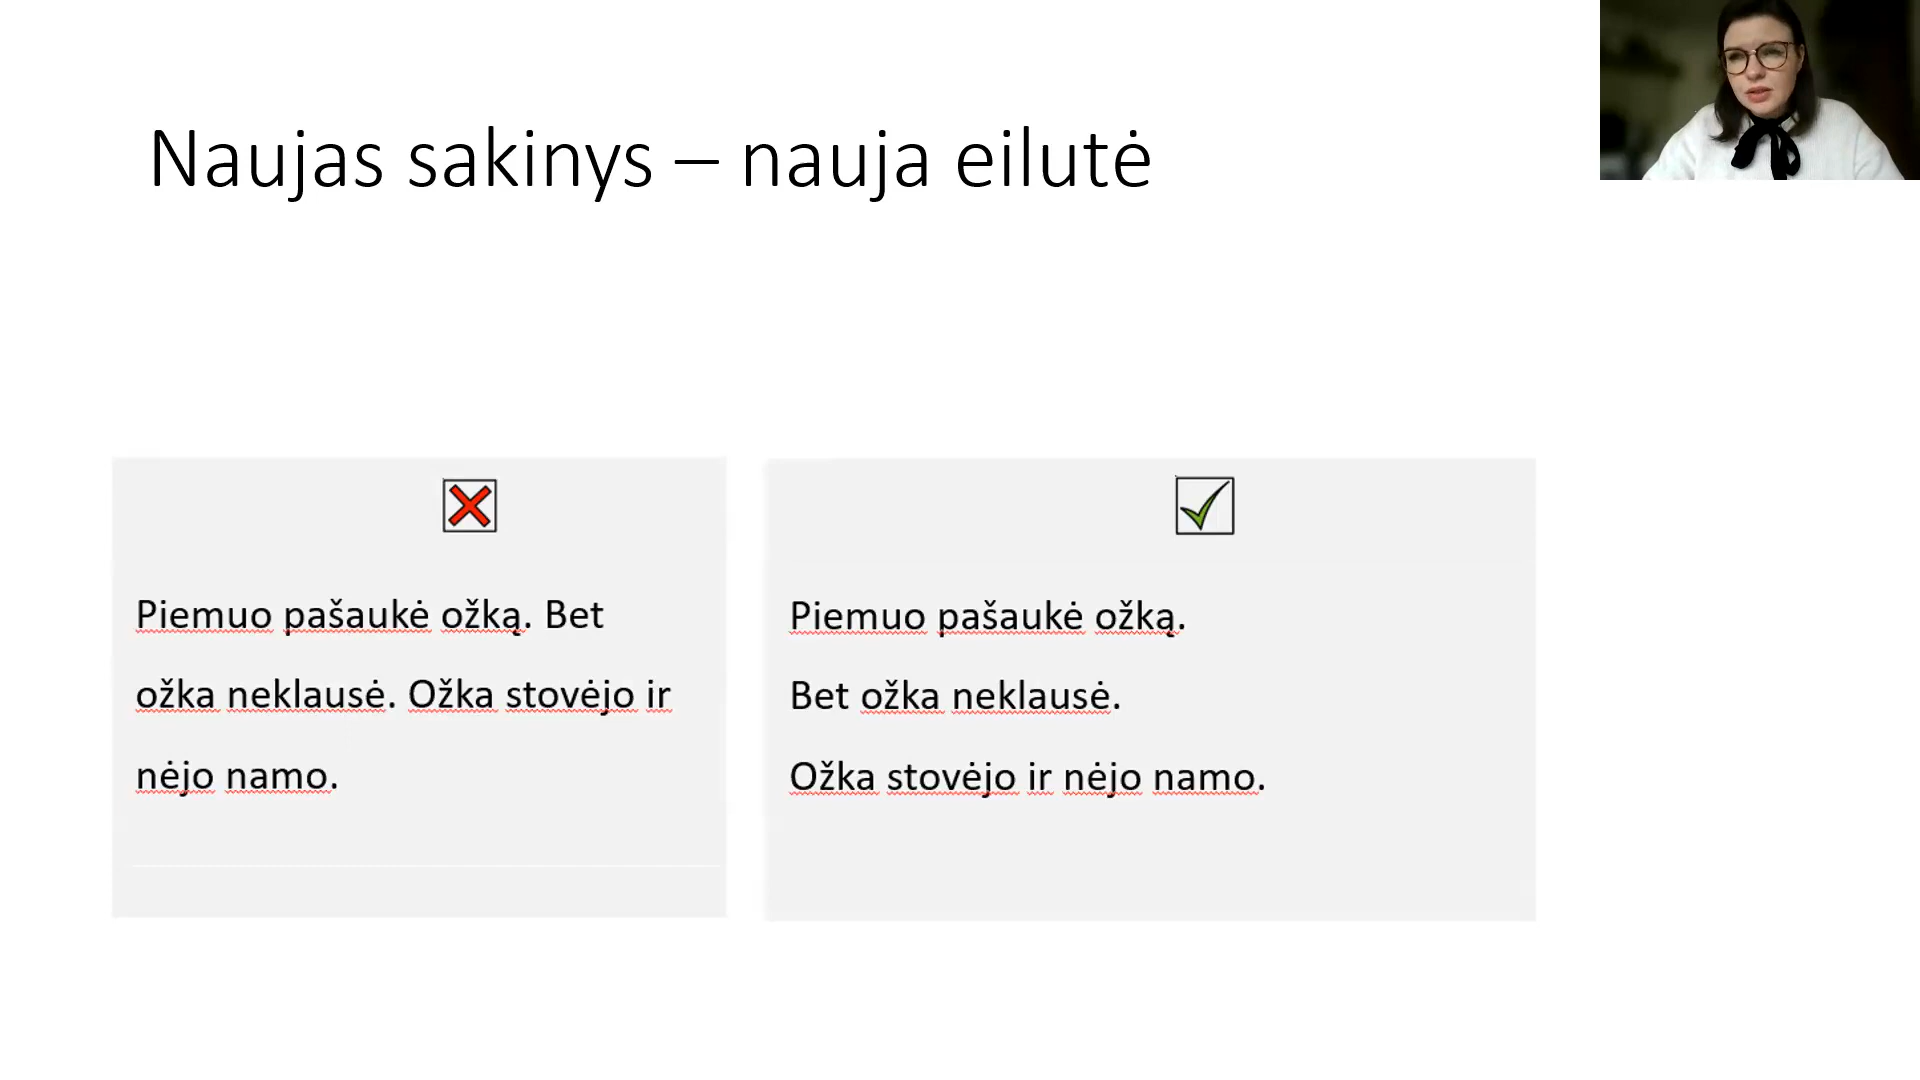 Naujas sakinys – nauja eilutė
Piemuo pašaukė ožką. Bet
ožka neklausė. Ožka stovėjo ir
nėjo namo.
Piemuo pašaukė ožką.
Bet ožka neklausė.
Ožka stovėjo ir nėjo namo.